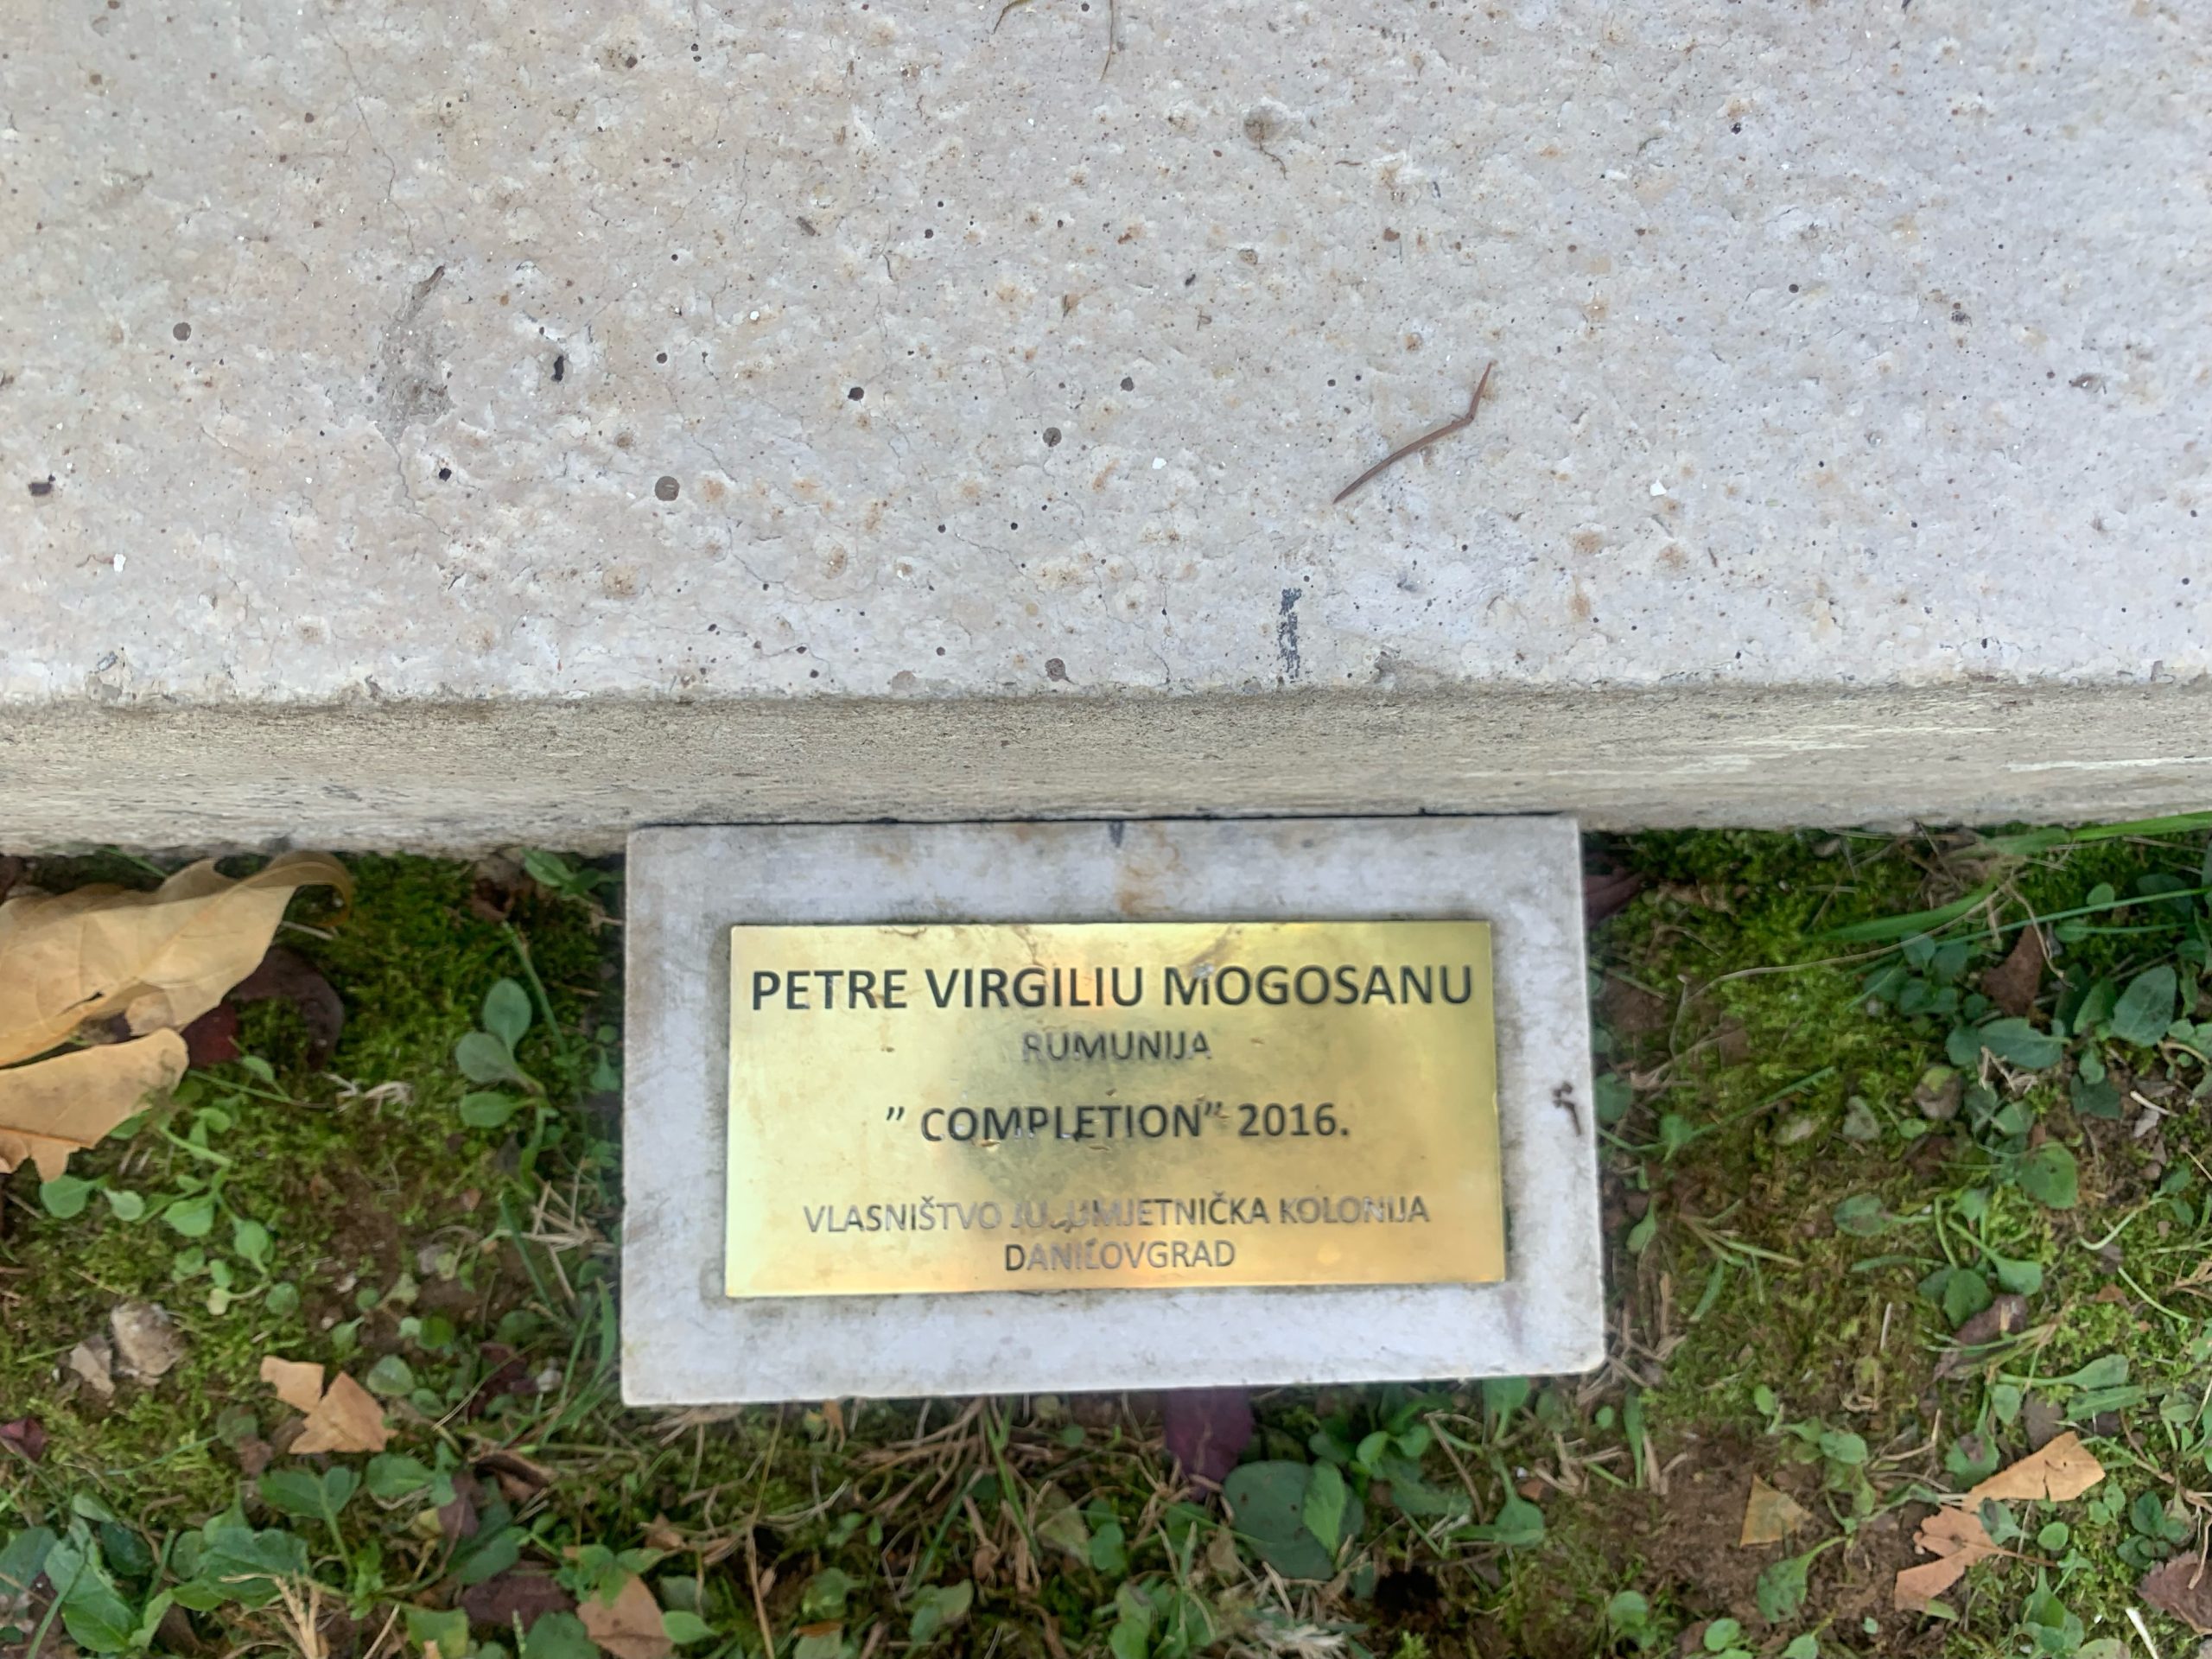 PETRE VIRGILIU MOGOSANU
RUMUNIJA
” COMPLETION” 2016.
VLASNIŠTVO JU„UMJETNIČKA KOLONIJA
DANILOVGRAD